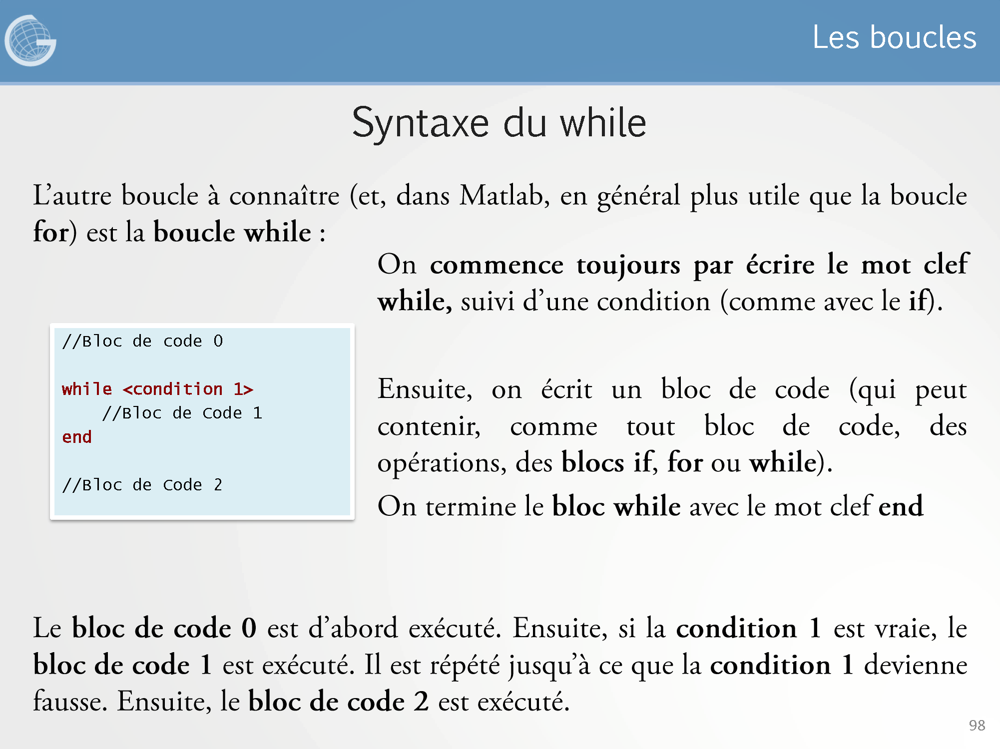 Les boucles
Syntaxe du while
L’autre boucle à connaître (et, dans Matlab, en général plus utile que la boucle
for) est la boucle while :
On commence toujours par écrire le mot clef
while, suivi d’une condition (comme avec le if).
//Bloc de code 0
while <condition 1>
//Bloc de Code 1
end
//Bloc de Code 2
Ensuite, on écrit un bloc de code (qui peut
contenir, comme tout bloc de code, des
opérations, des blocs if, for ou while).
On termine le bloc while avec le mot clef end
Le bloc de code 0 est d’abord exécuté. Ensuite, si la condition 1 est vraie, le
bloc de code 1 est exécuté. Il est répété jusqu’à ce que la condition 1 devienne
fausse. Ensuite, le bloc de code 2 est exécuté.
98